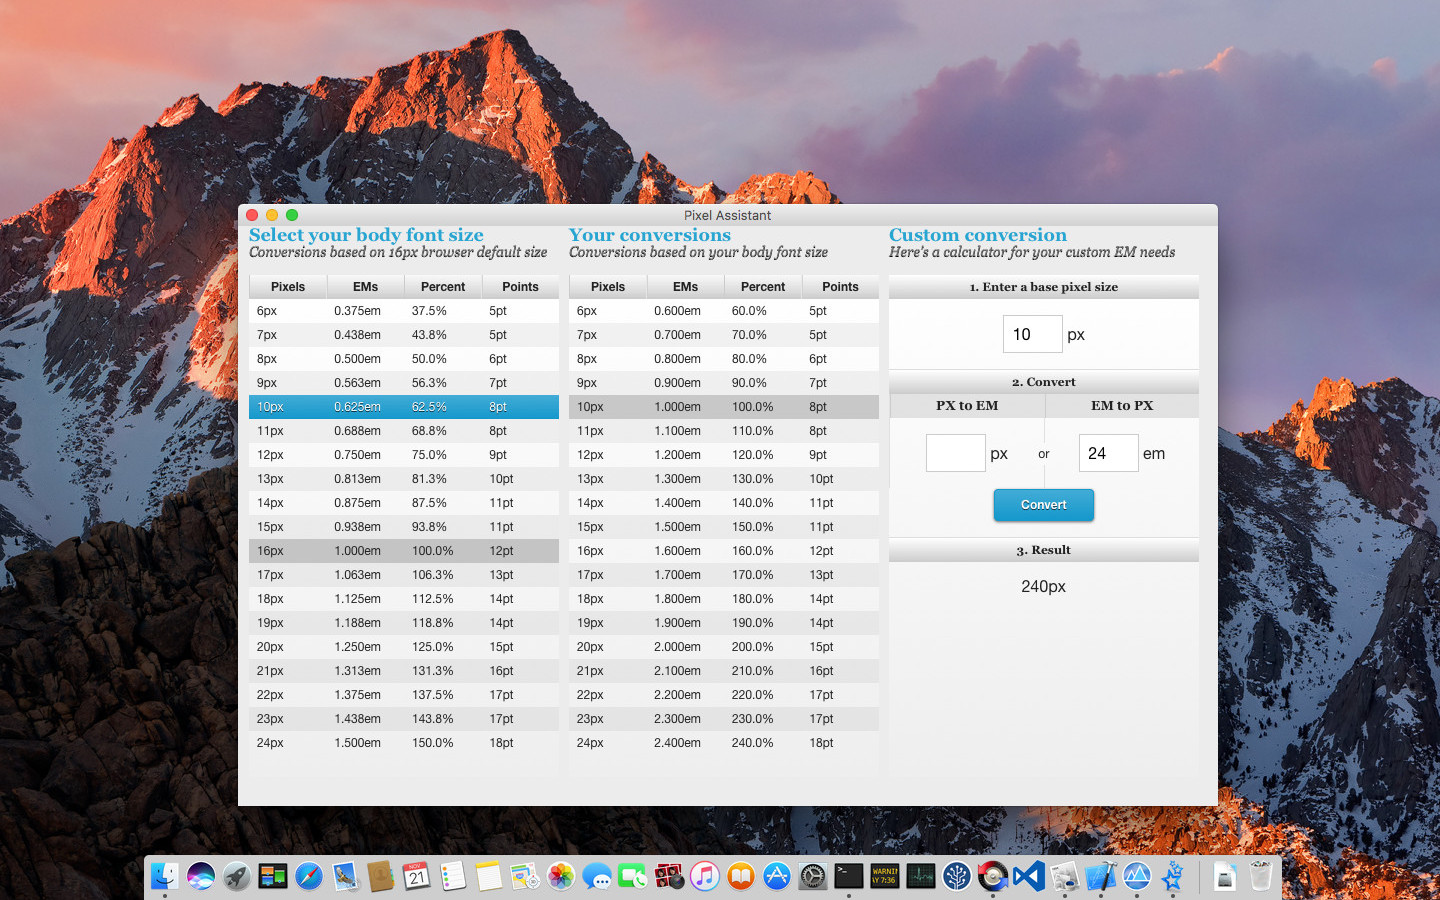 Pixel Assistant
Select your body font size
Conversions based on 16px browser default size
Pixels EMs Percent Points
6px 0.375em 37.5% 5pt
7px 0.438em 43.8% 5pt
8px 0.500em 50.0% 6pt
9px 0.563em 56.3% 7pt
10px 0.625em 62.5% 8pt
11px 0.688em 68.8% 8pt
12px 0.750em 75.0% 9pt
13px 0.813em 81.3% 10pt
14px 0.875em 87.5% 11pt
15px 0.938em 93.8% 11pt
16px 1.000em 100.0% 12pt
17px 1.063em 106.3% 13pt
18px 1.125em 112.5% 14pt
19px 1.188em 118.8% 14pt
20px 1.250em 125.0% 15pt
21px 1.313em 131.3% 16pt
22px 1.375em 137.5% 17pt
23px 1.438em 143.8% 17pt
24px 1.500em 150.0% 18pt
Your conversions
Conversions based on your body font size
Pixels EMs Percent Points
6px 0.600em 60.0% 5pt
7px 0.700em 70.0% 5pt
8px 0.800em 80.0% 6pt
9px 0.900em 90.0% 7pt
10px 1.000em 100.0% 8pt
11px 1.100em 110.0% 8pt
12px 1.200em 120.0% 9pt
13px 1.300em 130.0% 10pt
14px 1.400em 140.0% 11pt
15px 1.500em 150.0% 11pt
16px 1.600em 160.0% 12pt
17px 1.700em 170.0% 13pt
18px 1.800em 180.0% 14pt
19px 1.900em 190.0% 14pt
20px 2.000em 200.0% 15pt
21px 2.100em 210.0% 16pt
22px 2.200em 220.0% 17pt
23px 2.300em 230.0% 17pt
24px 2.400em 240.0% 18pt
Custom conversion
Here's a calculator for your custom EM needs
1. Enter a base pixel size
10 px
2. Convert
PX to EM EM to PX
px or 24 em
Convert
3. Result
240px
NOV
21
WARNIN
AY 7:36